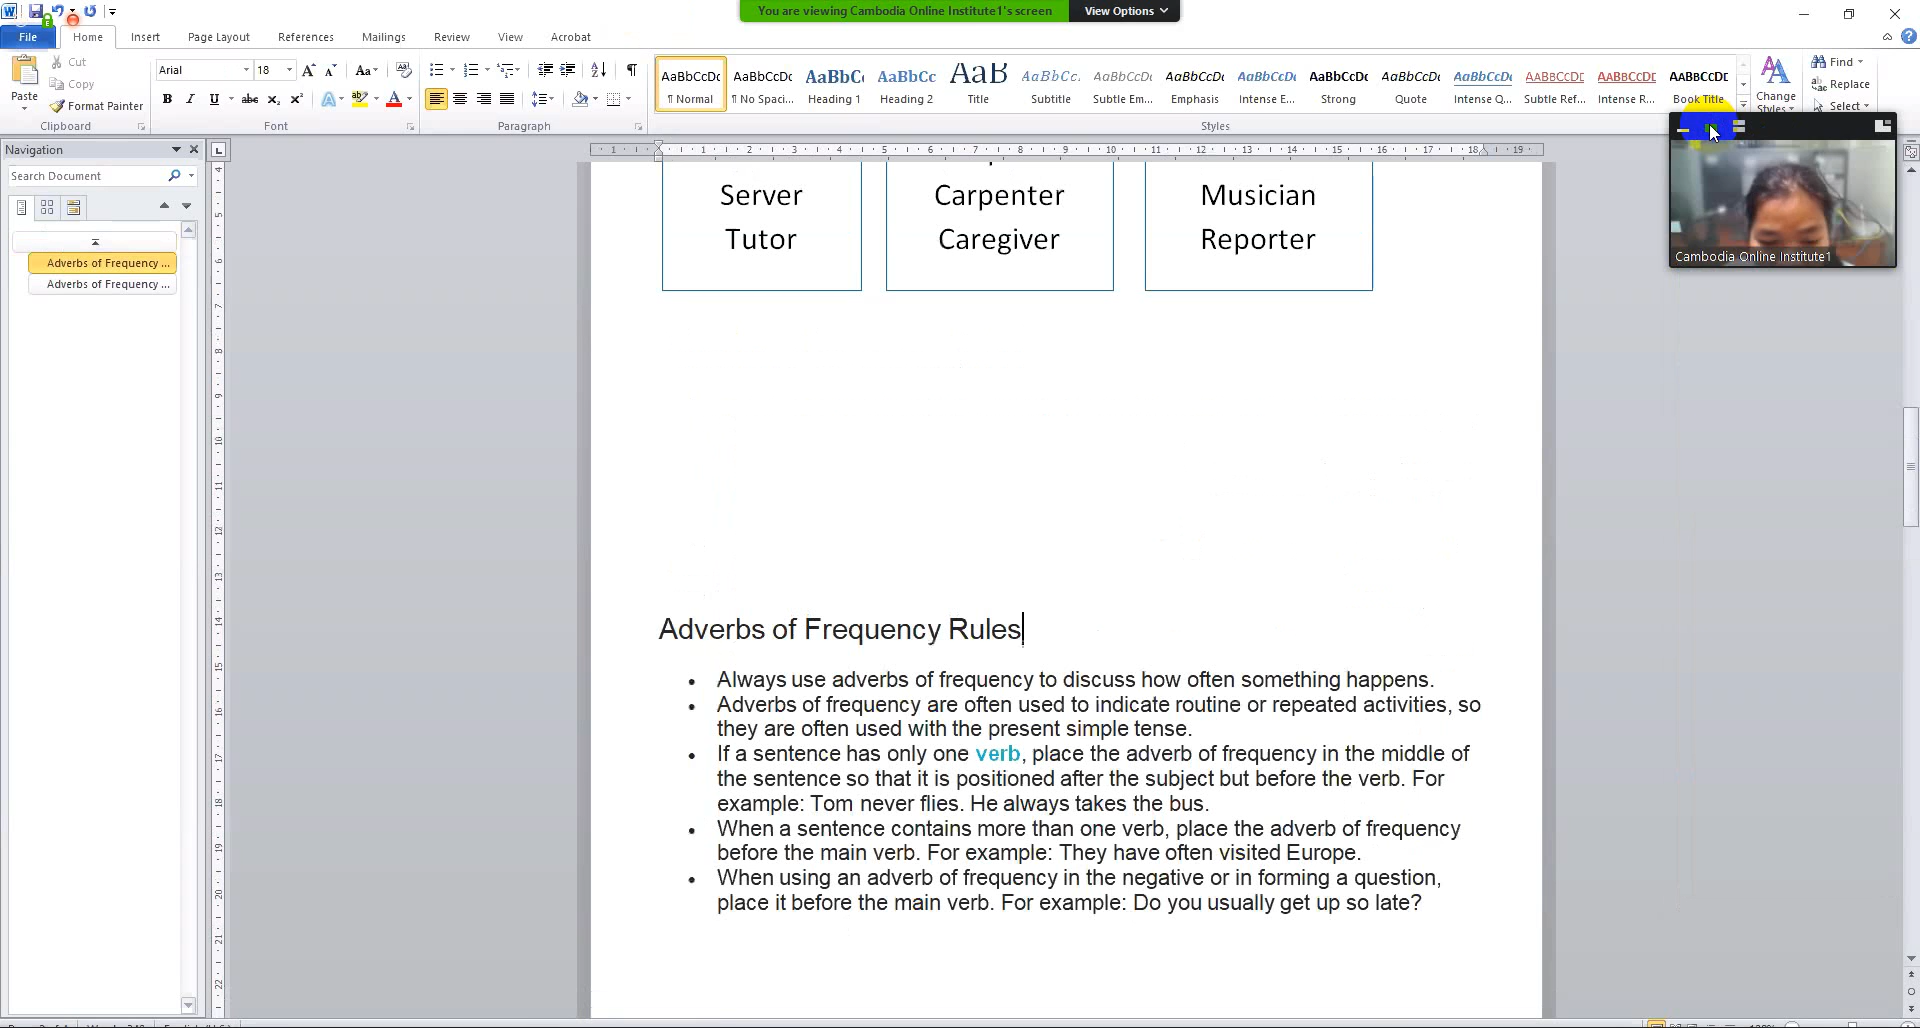 You are viewing Cambodia Online Institute1's screen
View Options
File
Home
Insert
Page Layout
References
Mailings
Review
View
Acrobat
Paste
Cut
Copy
Format Painter
Clipboard
Arial
18
Font
Paragraph
AaBbCcDc
¶ Normal
AaBbCcDc
¶ No Spaci...
AaBbC
Heading 1
AaBbCc
Heading 2
AaB
Title
AaBbCc.
Subtitle
AaBbCcDc
Subtle Em...
AaBbCcDc
Emphasis
AaBbCcDc
Intense E...
AaBbCcDc
Strong
AaBbCcDc
Quote
AaBbCcDc
Intense Q...
AABBCCDE
Subtle Ref...
AABBCCDE
Intense R...
AABBCCDE
Book Title
Change
Styles
Styles
Find
Replace
Select
Cambodia Online Institute1
Navigation
Search Document
Adverbs of Frequency ...
Adverbs of Frequency ...
Server
Tutor
Carpenter
Caregiver
Musician
Reporter
Adverbs of Frequency Rules
• Always use adverbs of frequency to discuss how often something happens.
• Adverbs of frequency are often used to indicate routine or repeated activities, so
they are often used with the present simple tense.
• If a sentence has only one verb, place the adverb of frequency in the middle of
the sentence so that it is positioned after the subject but before the verb. For
example: Tom never flies. He always takes the bus.
• When a sentence contains more than one verb, place the adverb of frequency
before the main verb. For example: They have often visited Europe.
• When using an adverb of frequency in the negative or in forming a question,
place it before the main verb. For example: Do you usually get up so late?